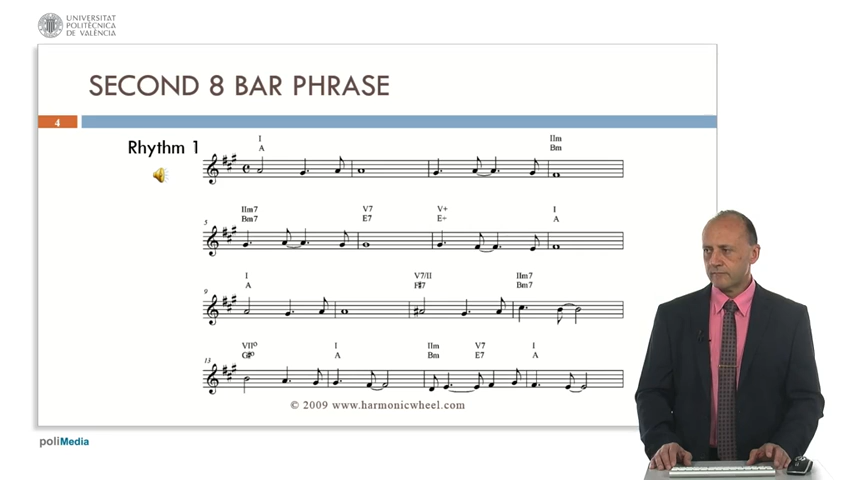 UNIVERSITAT
POLITÈCNICA
DE VALÈNCIA
SECOND 8 BAR PHRASE
4
Rhythm 1
I IIm
A Bm
IIm7 V7 V+ I
Bm7 E7 E+ A
5
I V7/II IIm7
A F#7 Bm7
9
VIIº I IIm V7 I
G#º A Bm E7 A
13
© 2009 www.harmonicwheel.com
poliMedia